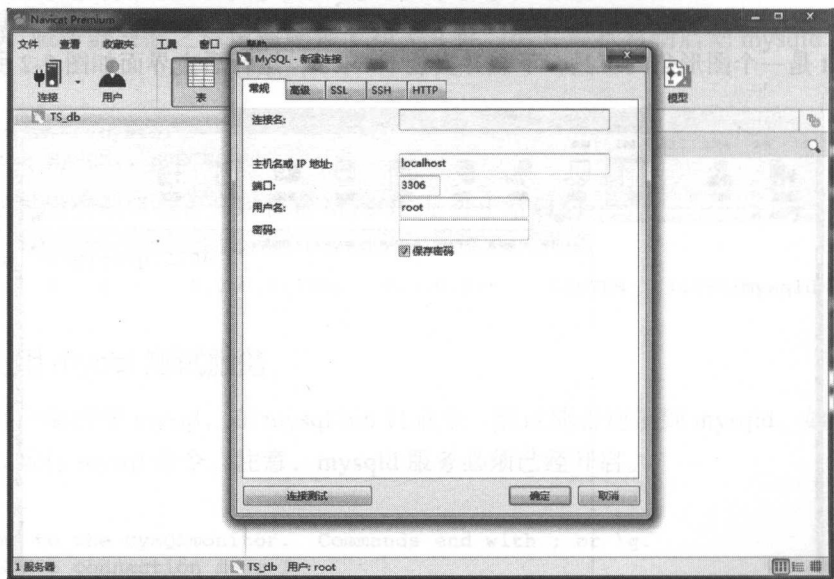 Navicat Premium
文件 查看 收藏夹 工具 窗口 帮助
连接 用户 表 模型
TS_db
MySQL - 新建连接
常规 高级 SSL SSH HTTP
连接名:
主机名或 IP 地址: localhost
端口: 3306
用户名: root
密码:
保存密码
连接测试 确定 取消
1 服务器 TS_db 用户: root